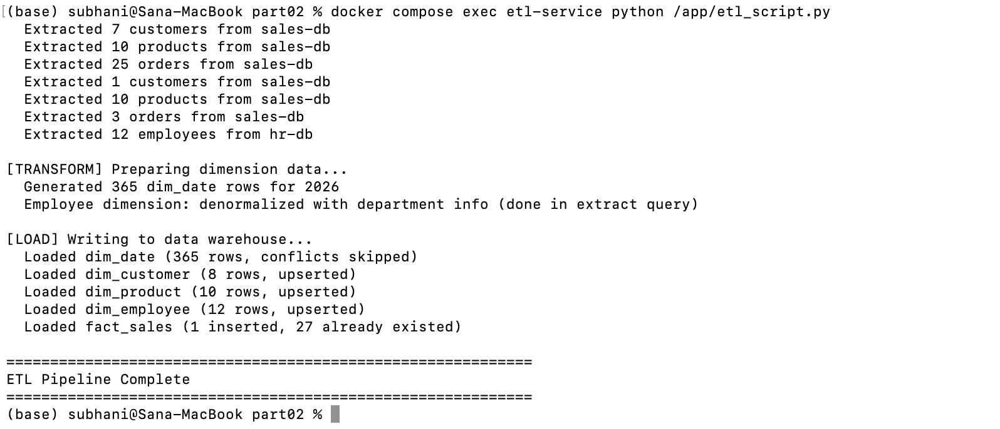 [(base) subhani@Sana-MacBook part02 % docker compose exec etl-service python /app/etl_script.py
  Extracted 7 customers from sales-db
  Extracted 10 products from sales-db
  Extracted 25 orders from sales-db
  Extracted 1 customers from sales-db
  Extracted 10 products from sales-db
  Extracted 3 orders from sales-db
  Extracted 12 employees from hr-db

[TRANSFORM] Preparing dimension data...
  Generated 365 dim_date rows for 2026
  Employee dimension: denormalized with department info (done in extract query)

[LOAD] Writing to data warehouse...
  Loaded dim_date (365 rows, conflicts skipped)
  Loaded dim_customer (8 rows, upserted)
  Loaded dim_product (10 rows, upserted)
  Loaded dim_employee (12 rows, upserted)
  Loaded fact_sales (1 inserted, 27 already existed)

============================================================
ETL Pipeline Complete
============================================================
(base) subhani@Sana-MacBook part02 %